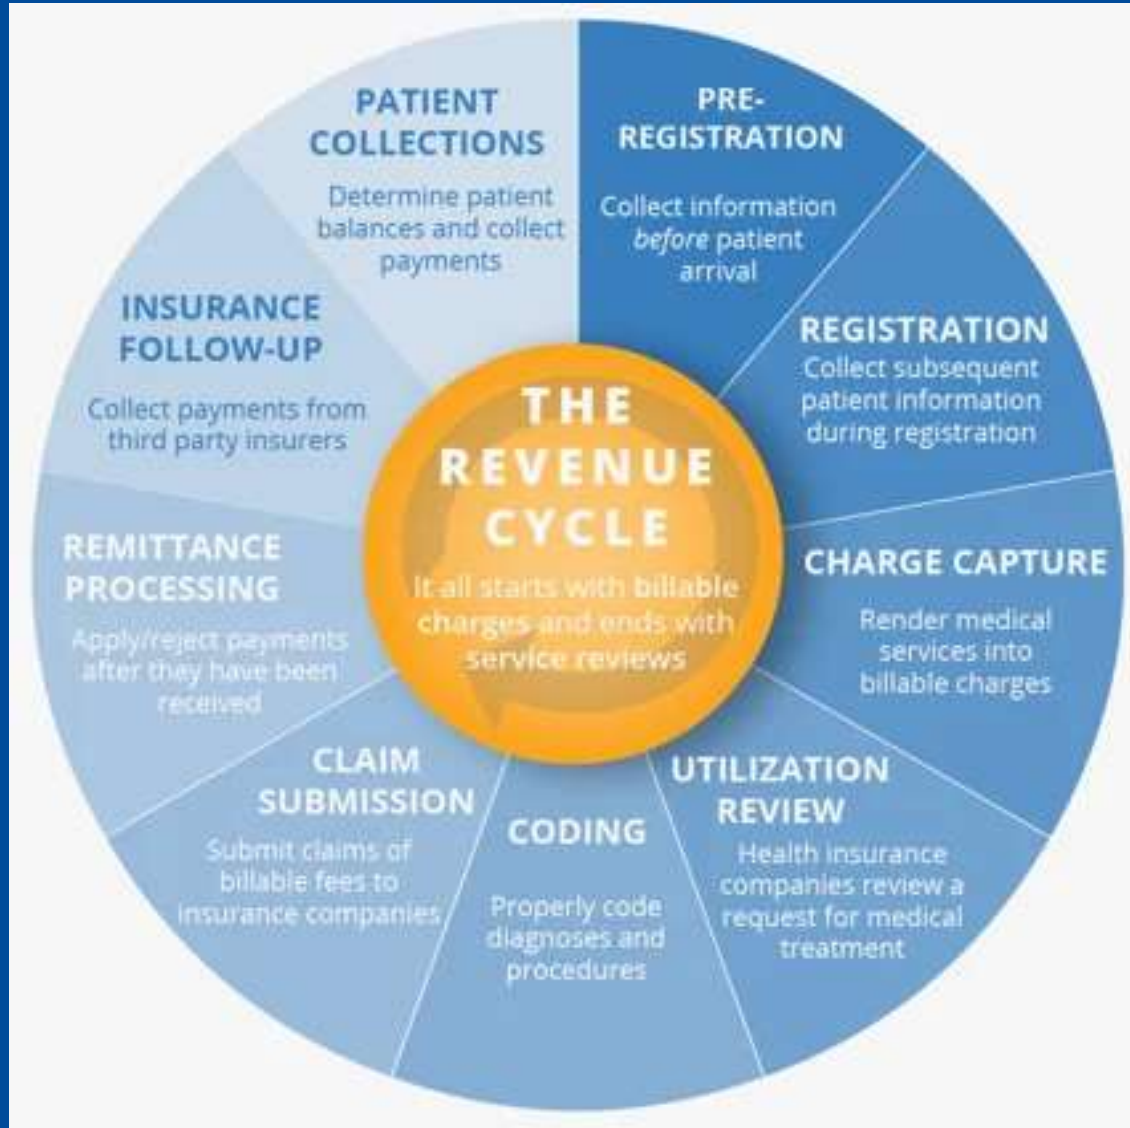 PRE-
REGISTRATION
Collect information
before patient
arrival
REGISTRATION
Collect subsequent
patient information
during registration
CHARGE CAPTURE
Render medical
services into
billable charges
UTILIZATION
REVIEW
Health insurance
companies review a
request for medical
treatment
CODING
Properly code
diagnoses and
procedures
CLAIM
SUBMISSION
Submit claims of
billable fees to
insurance companies
REMITTANCE
PROCESSING
Apply/reject payments
after they have been
received
INSURANCE
FOLLOW-UP
Collect payments from
third party insurers
PATIENT
COLLECTIONS
Determine patient
balances and collect
payments
THE
REVENUE
CYCLE
It all starts with billable
charges and ends with
service reviews